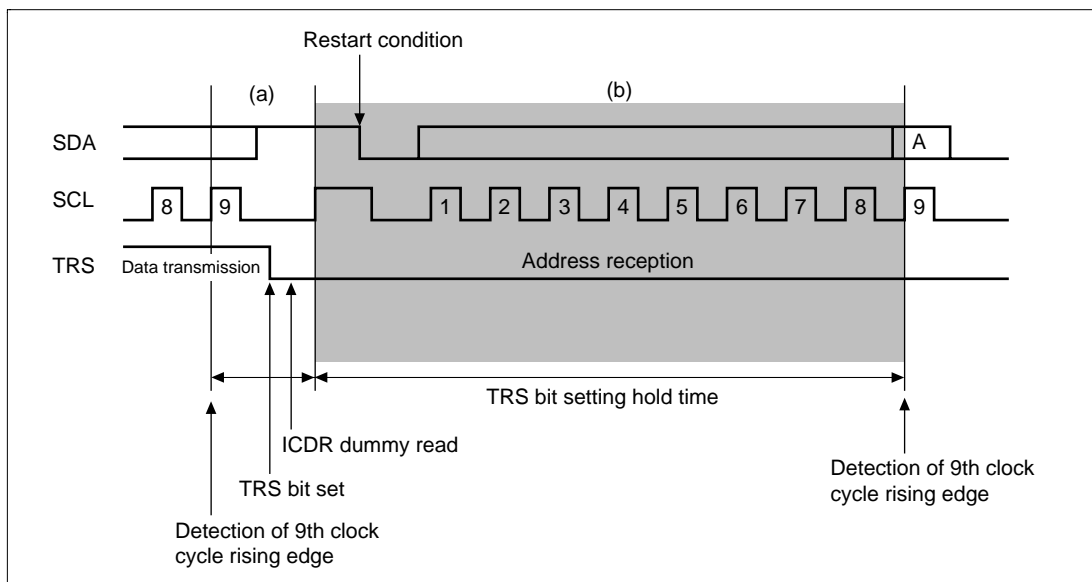 Restart condition
(a)
(b)
SDA
A
SCL
8
9
1
2
3
4
5
6
7
8
9
TRS
Data transmission
Address reception
TRS bit setting hold time
ICDR dummy read
TRS bit set
Detection of 9th clock
cycle rising edge
Detection of 9th clock
cycle rising edge